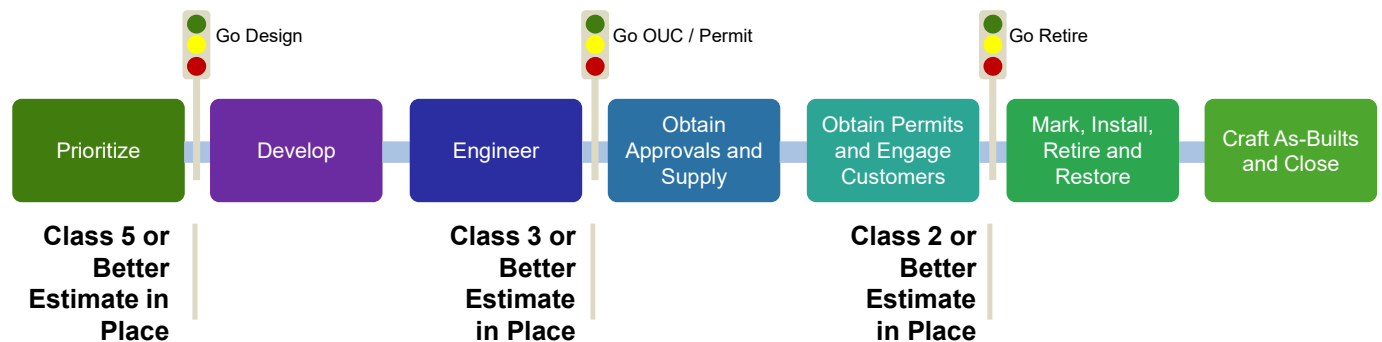 Go Design
Go OUC / Permit
Go Retire
Prioritize
Develop
Engineer
Obtain
Approvals and
Supply
Obtain Permits
and Engage
Customers
Mark, Install,
Retire and
Restore
Craft As-Builts
and Close
Class 5 or
Better
Estimate in
Place
Class 3 or
Better
Estimate
in Place
Class 2 or
Better
Estimate
in Place